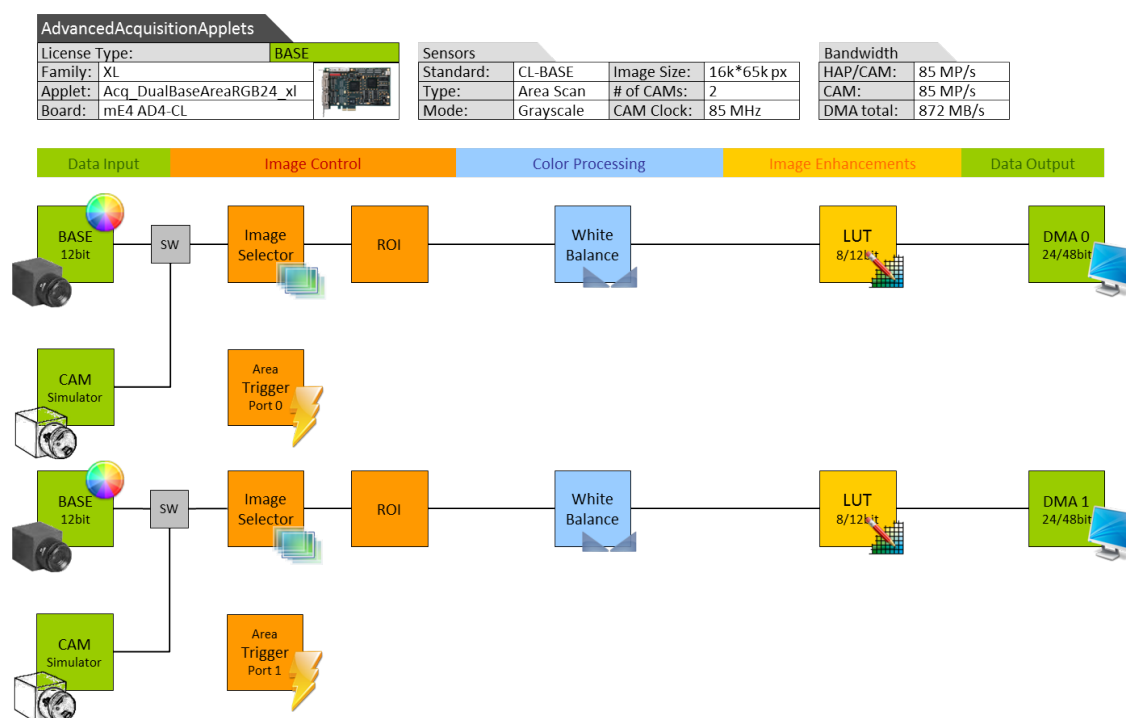 AdvancedAcquisitionApplets
License Type: BASE
Family: XL
Applet: Acq_DualBaseAreaRGB24_xl
Board: mE4 AD4-CL
Sensors
Standard: CL-BASE Image Size: 16k*65k px
Type: Area Scan # of CAMs: 2
Mode: Grayscale CAM Clock: 85 MHz
Bandwidth
HAP/CAM: 85 MP/s
CAM: 85 MP/s
DMA total: 872 MB/s
Data Input Image Control Color Processing Image Enhancements Data Output
BASE
12bit
SW
Image
Selector
ROI
White
Balance
LUT
8/12bit
DMA 0
24/48bit
CAM
Simulator
Area
Trigger
Port 0
BASE
12bit
SW
Image
Selector
ROI
White
Balance
LUT
8/12bit
DMA 1
24/48bit
CAM
Simulator
Area
Trigger
Port 1